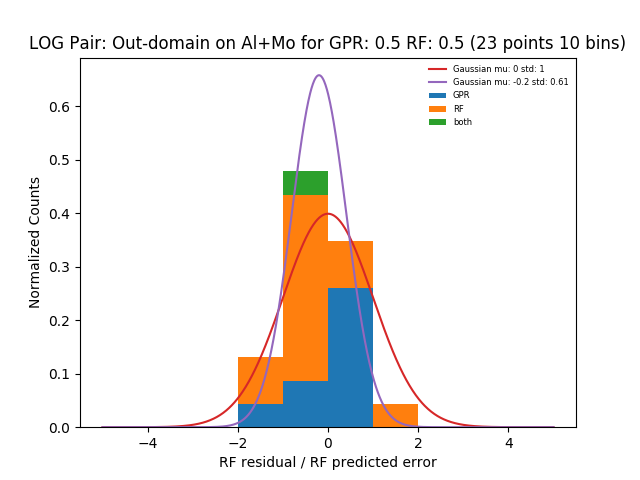 LOG Pair: Out-domain on Al+Mo for GPR: 0.5 RF: 0.5 (23 points 10 bins)
Gaussian mu: 0 std: 1
Gaussian mu: -0.2 std: 0.61
GPR
RF
both
Normalized Counts
0.6
0.5
0.4
0.3
0.2
0.1
0.0
−4 −2 0 2 4
RF residual / RF predicted error